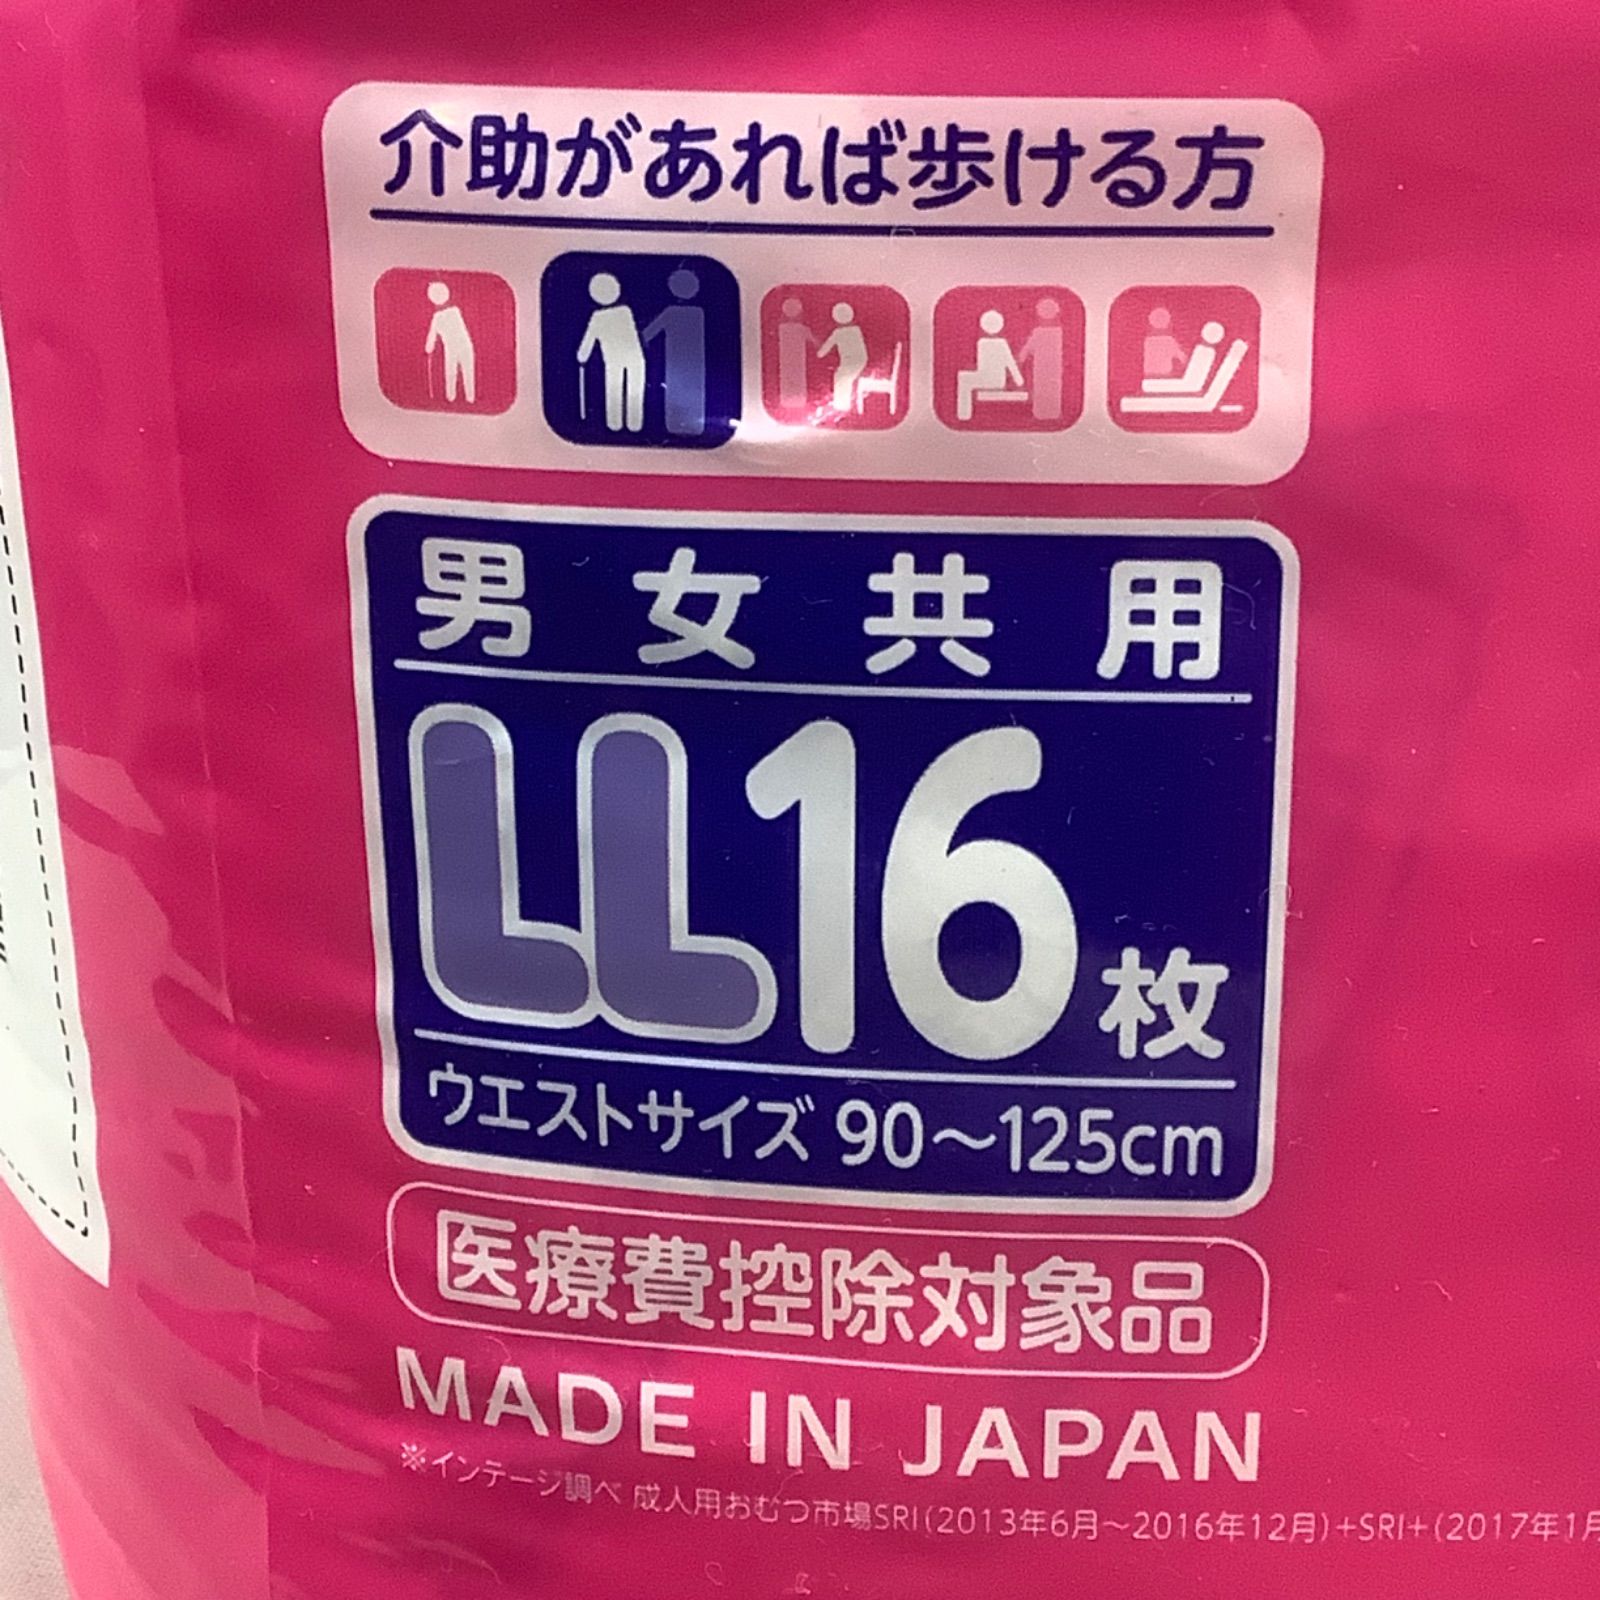 介助があれば歩ける方
男女共用
LL16枚
ウエストサイズ 90～125cm
医療費控除対象品
MADE IN JAPAN
※インテージ調べ 成人用おむつ市場SRI(2013年6月～2016年12月)+SRI+(2017年1月